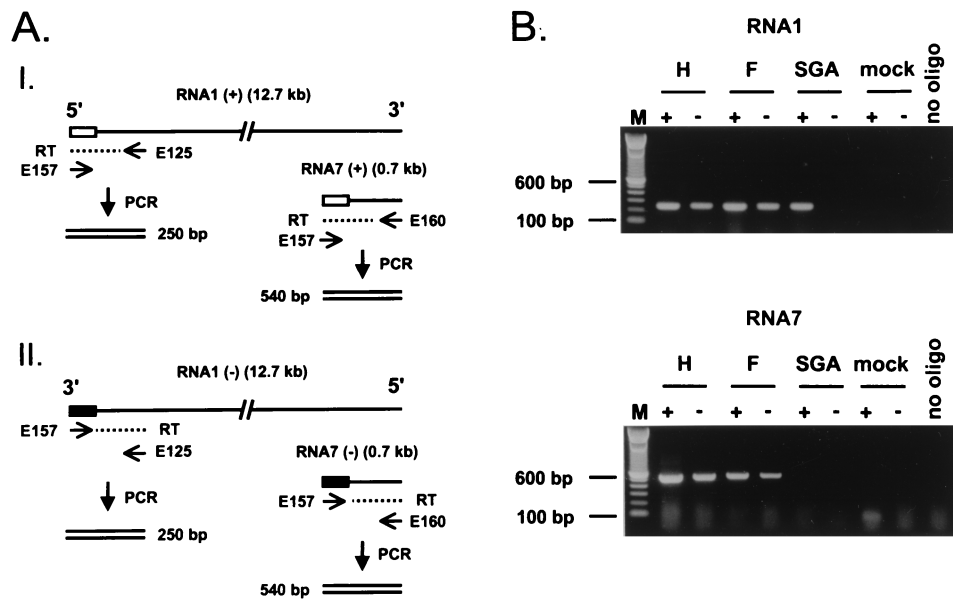 A.
I.
RNA1 (+) (12.7 kb)
5'
3'
RT
E125
E157
PCR
250 bp
RNA7 (+) (0.7 kb)
RT
E160
E157
PCR
540 bp
II.
RNA1 (-) (12.7 kb)
3'
5'
E157
RT
E125
PCR
250 bp
RNA7 (-) (0.7 kb)
E157
RT
E160
PCR
540 bp
B.
RNA1
H F SGA mock no oligo
M + - + - + - + -
600 bp
100 bp
RNA7
H F SGA mock no oligo
M + - + - + - + -
600 bp
100 bp